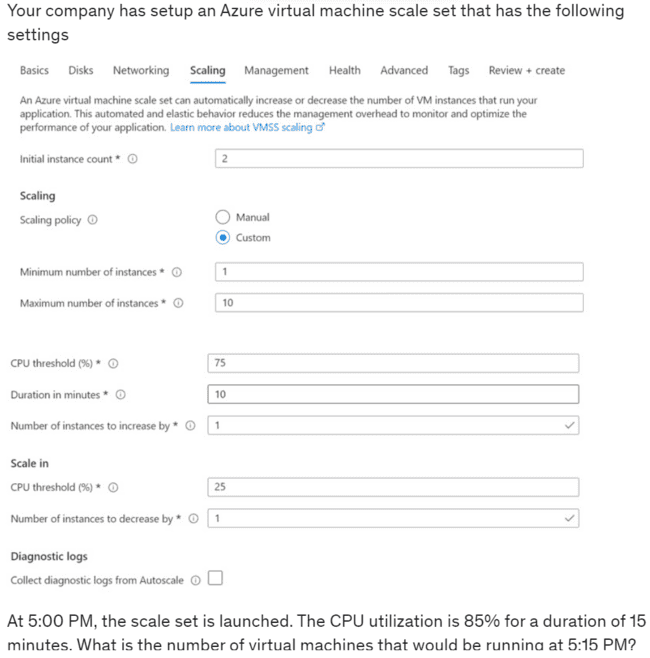 Your company has setup an Azure virtual machine scale set that has the following
settings
Basics Disks Networking Scaling Management Health Advanced Tags Review + create
An Azure virtual machine scale set can automatically increase or decrease the number of VM instances that run your
application. This automated and elastic behavior reduces the management overhead to monitor and optimize the
performance of your application. Learn more about VMSS scaling
Initial instance count * 2
Scaling
Scaling policy Manual
Custom
Minimum number of instances * 1
Maximum number of instances * 10
CPU threshold (%) * 75
Duration in minutes * 10
Number of instances to increase by * 1
Scale in
CPU threshold (%) * 25
Number of instances to decrease by * 1
Diagnostic logs
Collect diagnostic logs from Autoscale
At 5:00 PM, the scale set is launched. The CPU utilization is 85% for a duration of 15
minutes. What is the number of virtual machines that would be running at 5:15 PM?